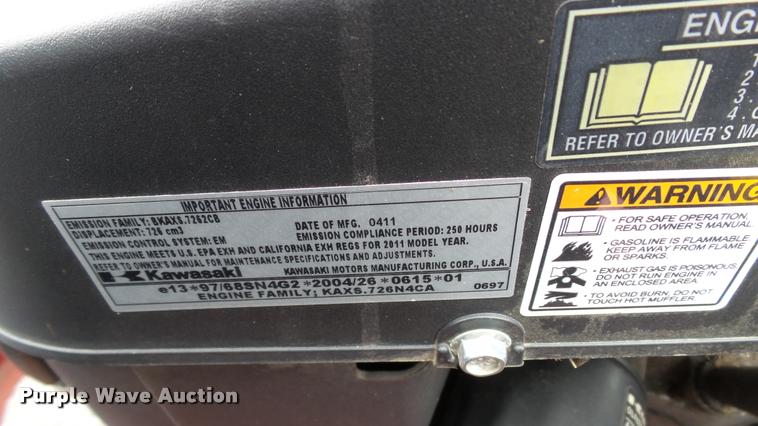 IMPORTANT ENGINE INFORMATION
EMISSION FAMILY: BKAXS.7262CB
DISPLACEMENT: 726 cm3
DATE OF MFG. 0411
EMISSION CONTROL SYSTEM: EM
EMISSION COMPLIANCE PERIOD: 250 HOURS
THIS ENGINE MEETS U.S. EPA EXH AND CALIFORNIA EXH REGS FOR 2011 MODEL YEAR.
REFER TO OWNER'S MANUAL FOR MAINTENANCE SPECIFICATIONS AND ADJUSTMENTS.
Kawasaki
KAWASAKI MOTORS MANUFACTURING CORP., U.S.A.
e13*97/68SN4G2*2004/26*0615*01
ENGINE FAMILY; KAXS.726N4CA
0697
ENGI
2.
3.
4.
REFER TO OWNER'S MA
WARNING
· FOR SAFE OPERATION,
READ OWNER'S MANUAL.
· GASOLINE IS FLAMMABLE
KEEP AWAY FROM FLAMES
OR SPARKS.
· EXHAUST GAS IS POISONOUS
DO NOT RUN ENGINE IN
AN ENCLOSED AREA.
· TO AVOID BURNS, DO NOT
TOUCH HOT MUFFLER.
Purple Wave Auction